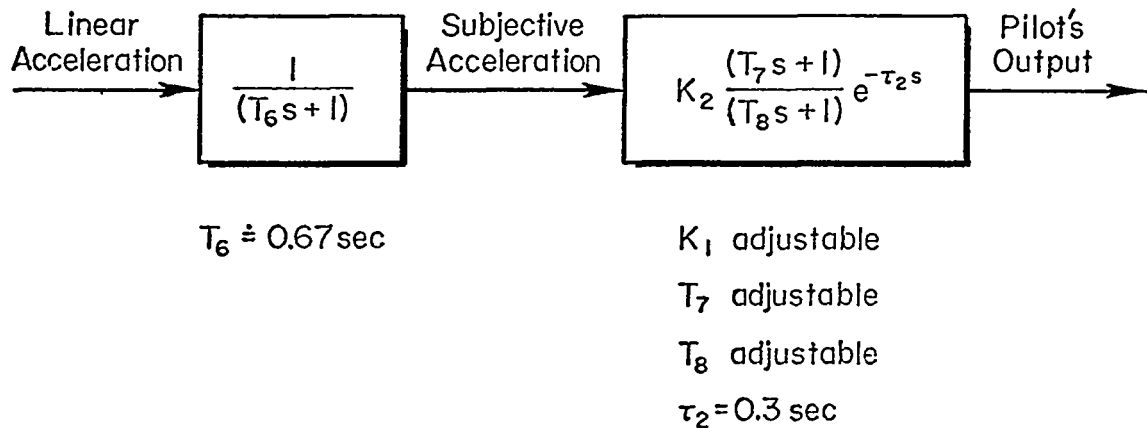 Linear
Acceleration
1
(T₆s + 1)
Subjective
Acceleration
K₂ (T₇s + 1) e^{-τ₂s}
(T₈s + 1)
Pilot's
Output
T₆ ≐ 0.67 sec
K₁ adjustable
T₇ adjustable
T₈ adjustable
τ₂ = 0.3 sec